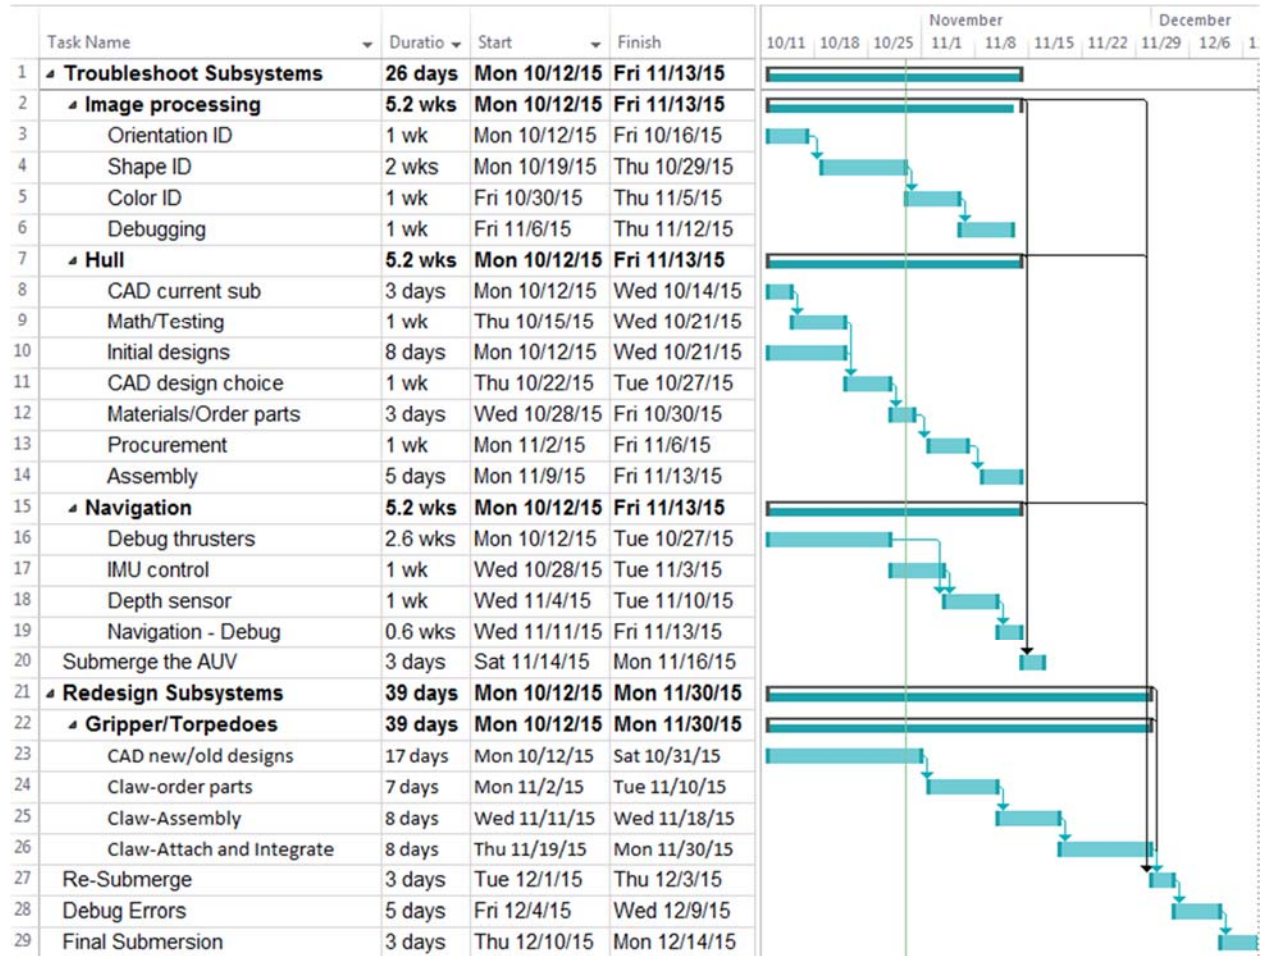 November December
Task Name Duratio Start Finish 10/11 10/18 10/25 11/1 11/8 11/15 11/22 11/29 12/6 1
1 Troubleshoot Subsystems 26 days Mon 10/12/15 Fri 11/13/15
2 Image processing 5.2 wks Mon 10/12/15 Fri 11/13/15
3 Orientation ID 1 wk Mon 10/12/15 Fri 10/16/15
4 Shape ID 2 wks Mon 10/19/15 Thu 10/29/15
5 Color ID 1 wk Fri 10/30/15 Thu 11/5/15
6 Debugging 1 wk Fri 11/6/15 Thu 11/12/15
7 Hull 5.2 wks Mon 10/12/15 Fri 11/13/15
8 CAD current sub 3 days Mon 10/12/15 Wed 10/14/15
9 Math/Testing 1 wk Thu 10/15/15 Wed 10/21/15
10 Initial designs 8 days Mon 10/12/15 Wed 10/21/15
11 CAD design choice 1 wk Thu 10/22/15 Tue 10/27/15
12 Materials/Order parts 3 days Wed 10/28/15 Fri 10/30/15
13 Procurement 1 wk Mon 11/2/15 Fri 11/6/15
14 Assembly 5 days Mon 11/9/15 Fri 11/13/15
15 Navigation 5.2 wks Mon 10/12/15 Fri 11/13/15
16 Debug thrusters 2.6 wks Mon 10/12/15 Tue 10/27/15
17 IMU control 1 wk Wed 10/28/15 Tue 11/3/15
18 Depth sensor 1 wk Wed 11/4/15 Tue 11/10/15
19 Navigation - Debug 0.6 wks Wed 11/11/15 Fri 11/13/15
20 Submerge the AUV 3 days Sat 11/14/15 Mon 11/16/15
21 Redesign Subsystems 39 days Mon 10/12/15 Mon 11/30/15
22 Gripper/Torpedoes 39 days Mon 10/12/15 Mon 11/30/15
23 CAD new/old designs 17 days Mon 10/12/15 Sat 10/31/15
24 Claw-order parts 7 days Mon 11/2/15 Tue 11/10/15
25 Claw-Assembly 8 days Wed 11/11/15 Wed 11/18/15
26 Claw-Attach and Integrate 8 days Thu 11/19/15 Mon 11/30/15
27 Re-Submerge 3 days Tue 12/1/15 Thu 12/3/15
28 Debug Errors 5 days Fri 12/4/15 Wed 12/9/15
29 Final Submersion 3 days Thu 12/10/15 Mon 12/14/15